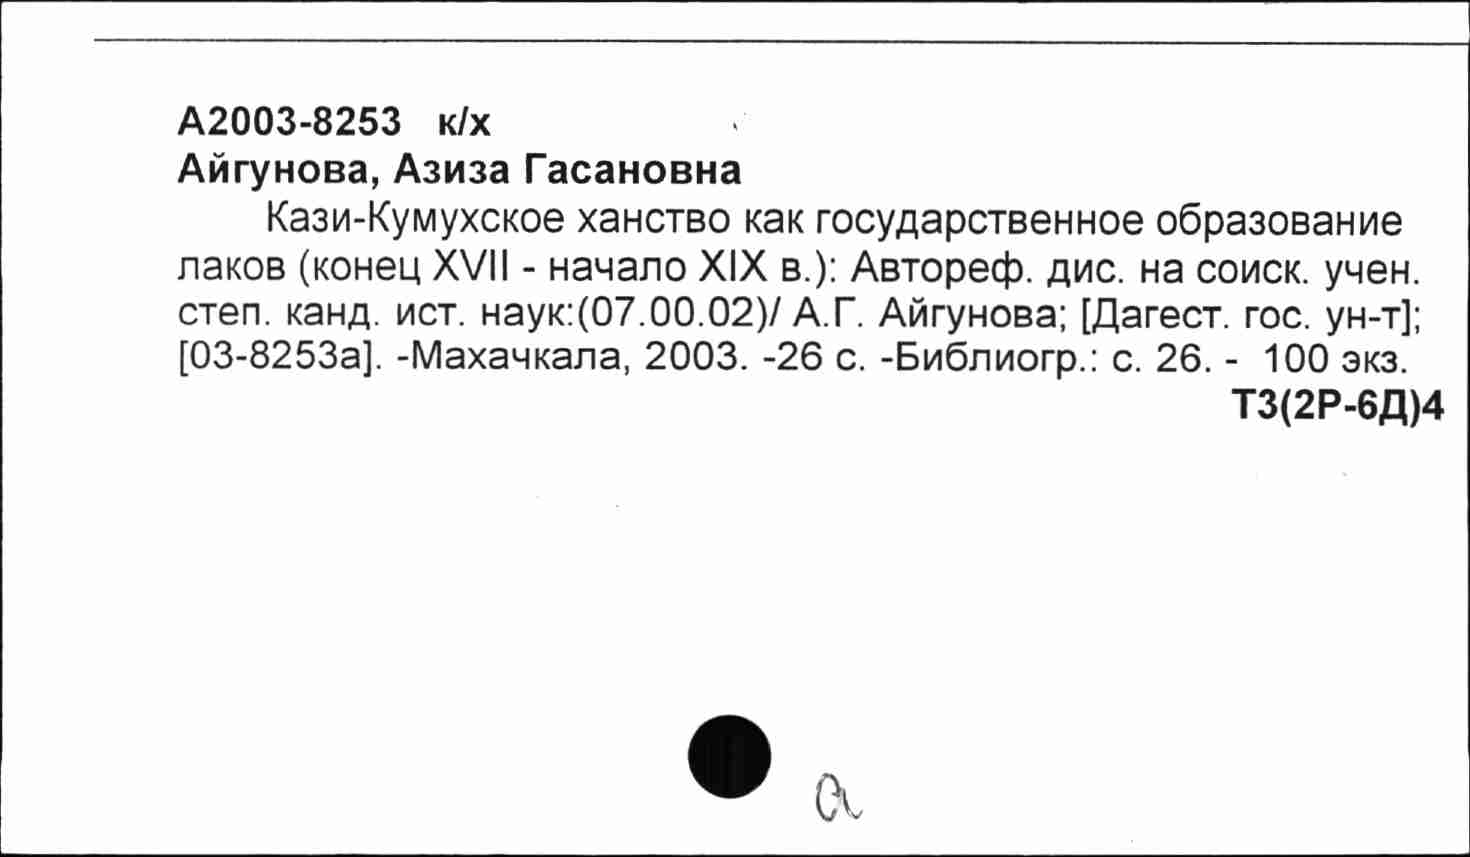 А2003-8253 к/х
Айгунова, Азиза Гасановна
Кази-Кумухское ханство как государственное образование
лаков (конец XVII - начало XIX в.): Автореф. дис. на соиск. учен.
степ. канд. ист. наук:(07.00.02)/ А.Г. Айгунова; [Дагест. гос. ун-т];
[03-8253а]. -Махачкала, 2003. -26 с. -Библиогр.: с. 26. - 100 экз.
Т3(2Р-6Д)4
а